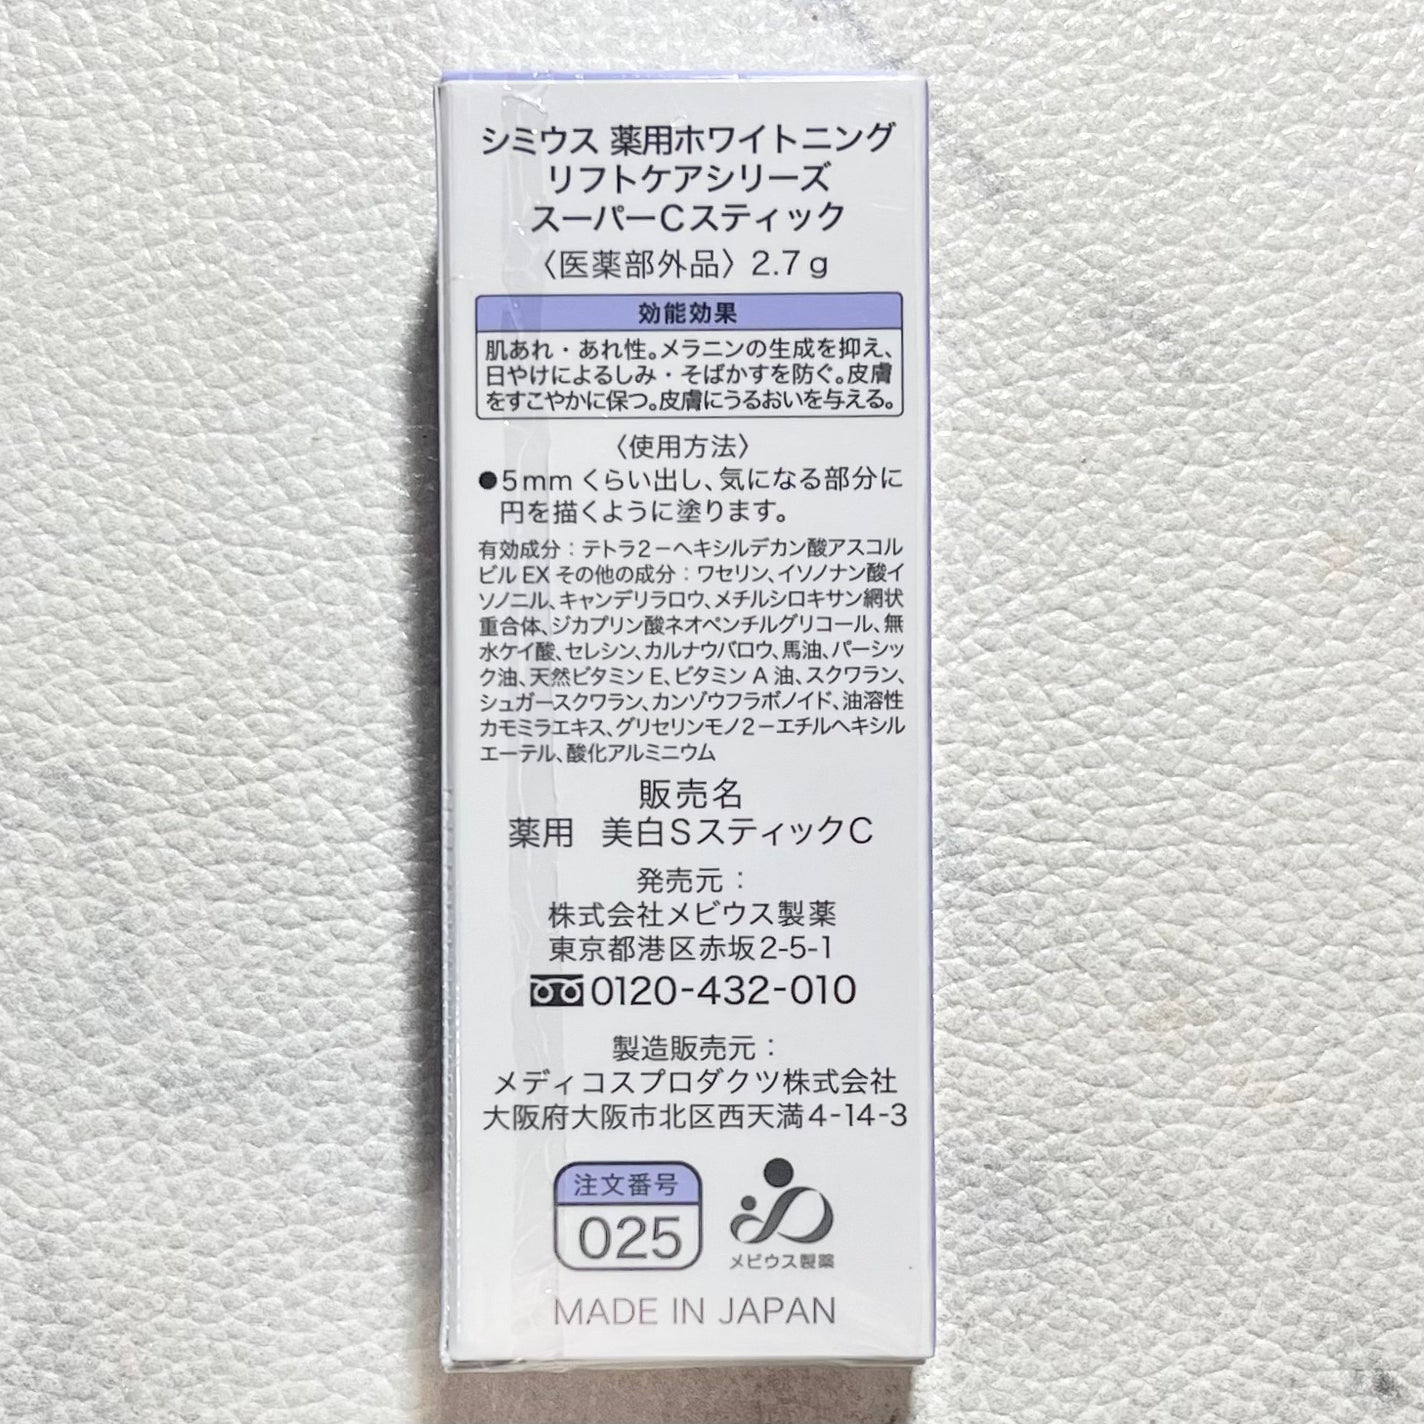 シミウス 薬用ホワイトニング
リフトケアシリーズ
スーパーCスティック
〈医薬部外品〉2.7g
効能効果
肌あれ・あれ性。メラニンの生成を抑え、
日やけによるしみ・そばかすを防ぐ。皮膚
をすこやかに保つ。皮膚にうるおいを与える。
〈使用方法〉
●5mmくらい出し、気になる部分に
円を描くように塗ります。
有効成分：テトラ2－ヘキシルデカン酸アスコル
ビルEX その他の成分：ワセリン、イソノナン酸イ
ソノニル、キャンデリラロウ、メチルシロキサン網状
重合体、ジカプリン酸ネオペンチルグリコール、無
水ケイ酸、セレシン、カルナウバロウ、馬油、パーシッ
ク油、天然ビタミンE、ビタミンA油、スクワラン、
シュガースクワラン、カンゾウフラボノイド、油溶性
カモミラエキス、グリセリンモノ2－エチルヘキシル
エーテル、酸化アルミニウム
販売名
薬用 美白SスティックC
発売元：
株式会社メビウス製薬
東京都港区赤坂2-5-1
0120-432-010
製造販売元：
メディコスプロダクツ株式会社
大阪府大阪市北区西天満4-14-3
注文番号
025
メビウス製薬
MADE IN JAPAN